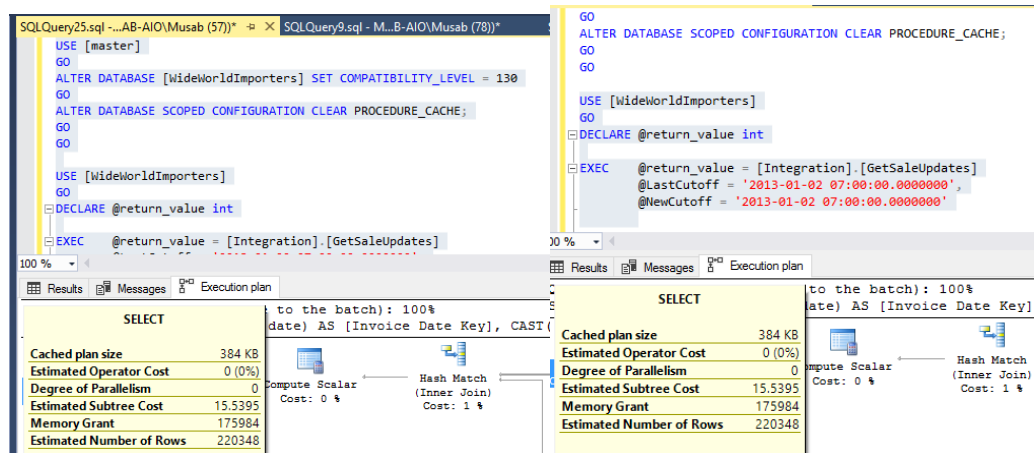 SQLQuery25.sql -...AB-AIO\Musab (57))*
SQLQuery9.sql - M...B-AIO\Musab (78))*
USE [master]
GO
ALTER DATABASE [WideWorldImporters] SET COMPATIBILITY_LEVEL = 130
GO
ALTER DATABASE SCOPED CONFIGURATION CLEAR PROCEDURE_CACHE;
GO
GO
USE [WideWorldImporters]
GO
DECLARE @return_value int
EXEC @return_value = [Integration].[GetSaleUpdates]
100 %
Results Messages Execution plan
to the batch): 100%
date) AS [Invoice Date Key], CAST(
SELECT
Cached plan size 384 KB
Estimated Operator Cost 0 (0%)
Degree of Parallelism 0
Estimated Subtree Cost 15.5395
Memory Grant 175984
Estimated Number of Rows 220348
Compute Scalar
Cost: 0 %
Hash Match
(Inner Join)
Cost: 1 %
GO
ALTER DATABASE SCOPED CONFIGURATION CLEAR PROCEDURE_CACHE;
GO
GO
USE [WideWorldImporters]
GO
DECLARE @return_value int
EXEC @return_value = [Integration].[GetSaleUpdates]
@LastCutoff = '2013-01-02 07:00:00.0000000',
@NewCutoff = '2013-01-02 07:00:00.0000000'
00 %
Results Messages Execution plan
to the batch): 100%
ate) AS [Invoice Date Key]
SELECT
Cached plan size 384 KB
Estimated Operator Cost 0 (0%)
Degree of Parallelism 0
Estimated Subtree Cost 15.5395
Memory Grant 175984
Estimated Number of Rows 220348
mpute Scalar
Cost: 0 %
Hash Match
(Inner Join)
Cost: 1 %